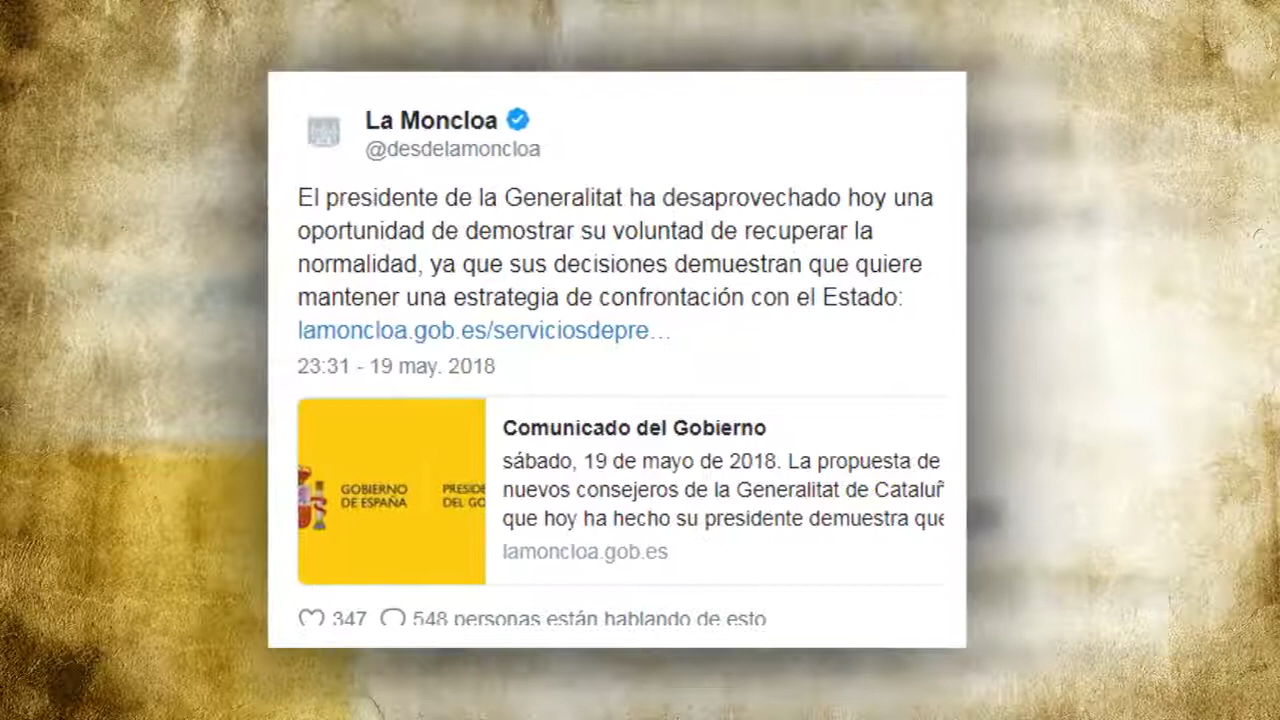 La Moncloa
@desdelamoncloa
El presidente de la Generalitat ha desaprovechado hoy una
oportunidad de demostrar su voluntad de recuperar la
normalidad, ya que sus decisiones demuestran que quiere
mantener una estrategia de confrontación con el Estado:
lamoncloa.gob.es/serviciosdepre…
23:31 - 19 may. 2018
Comunicado del Gobierno
sábado, 19 de mayo de 2018. La propuesta de
nuevos consejeros de la Generalitat de Cataluñ
que hoy ha hecho su presidente demuestra que
lamoncloa.gob.es
GOBIERNO
DE ESPAÑA
PRESIDE
DEL GO
347 548 personas están hablando de esto